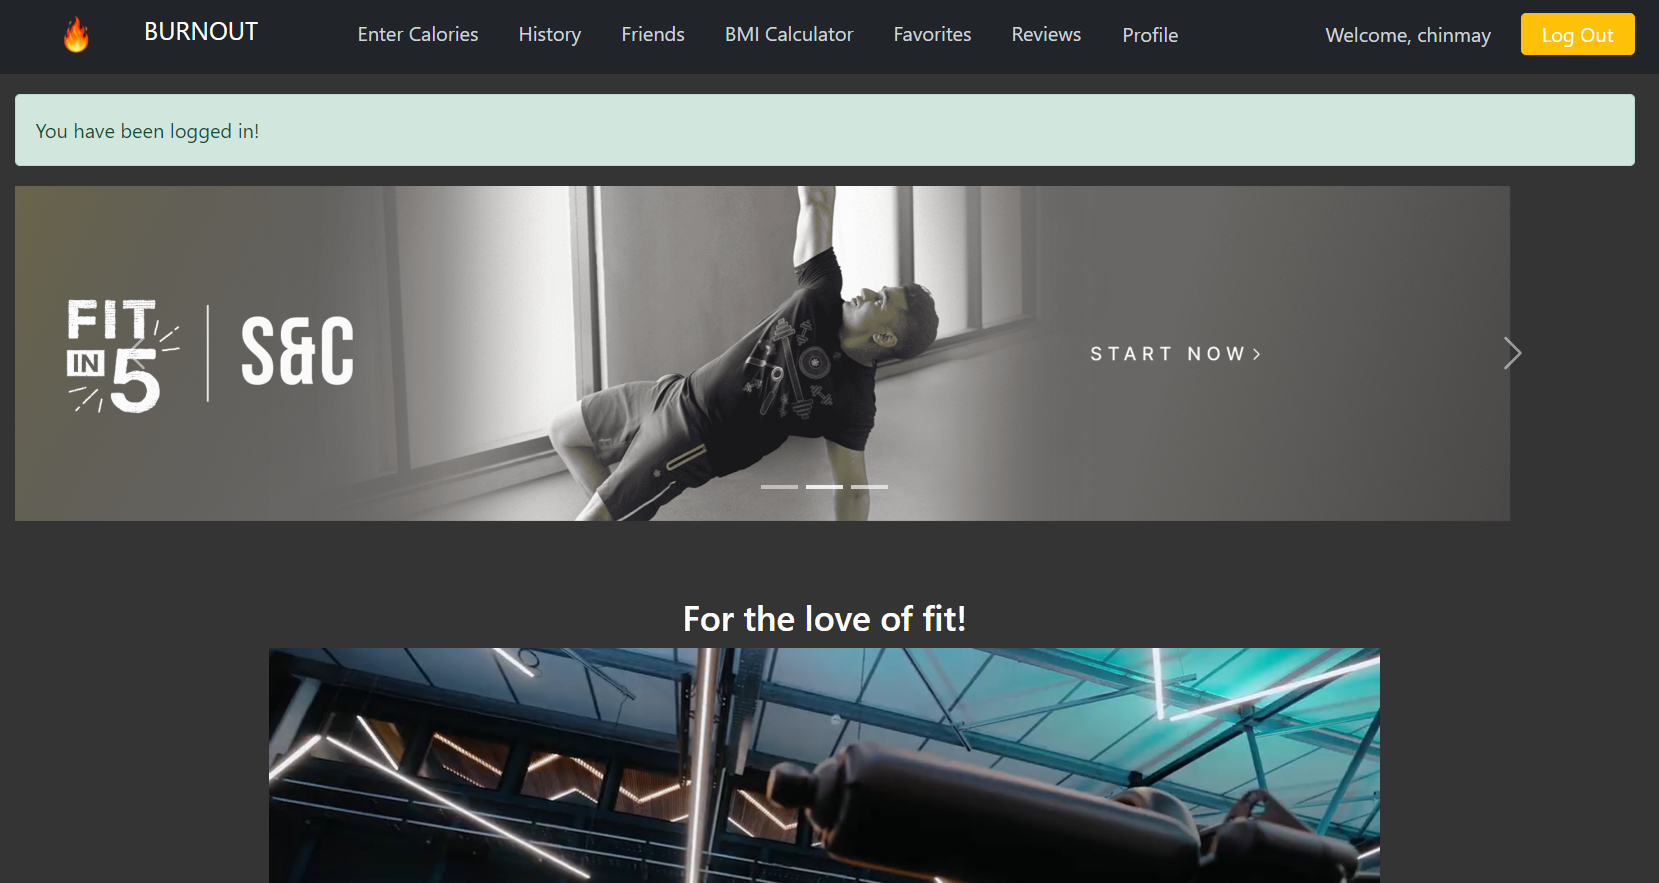 BURNOUT
Enter Calories
History
Friends
BMI Calculator
Favorites
Reviews
Profile
Welcome, chinmay
Log Out
You have been logged in!
FIT
IN 5
S&C
START NOW
For the love of fit!